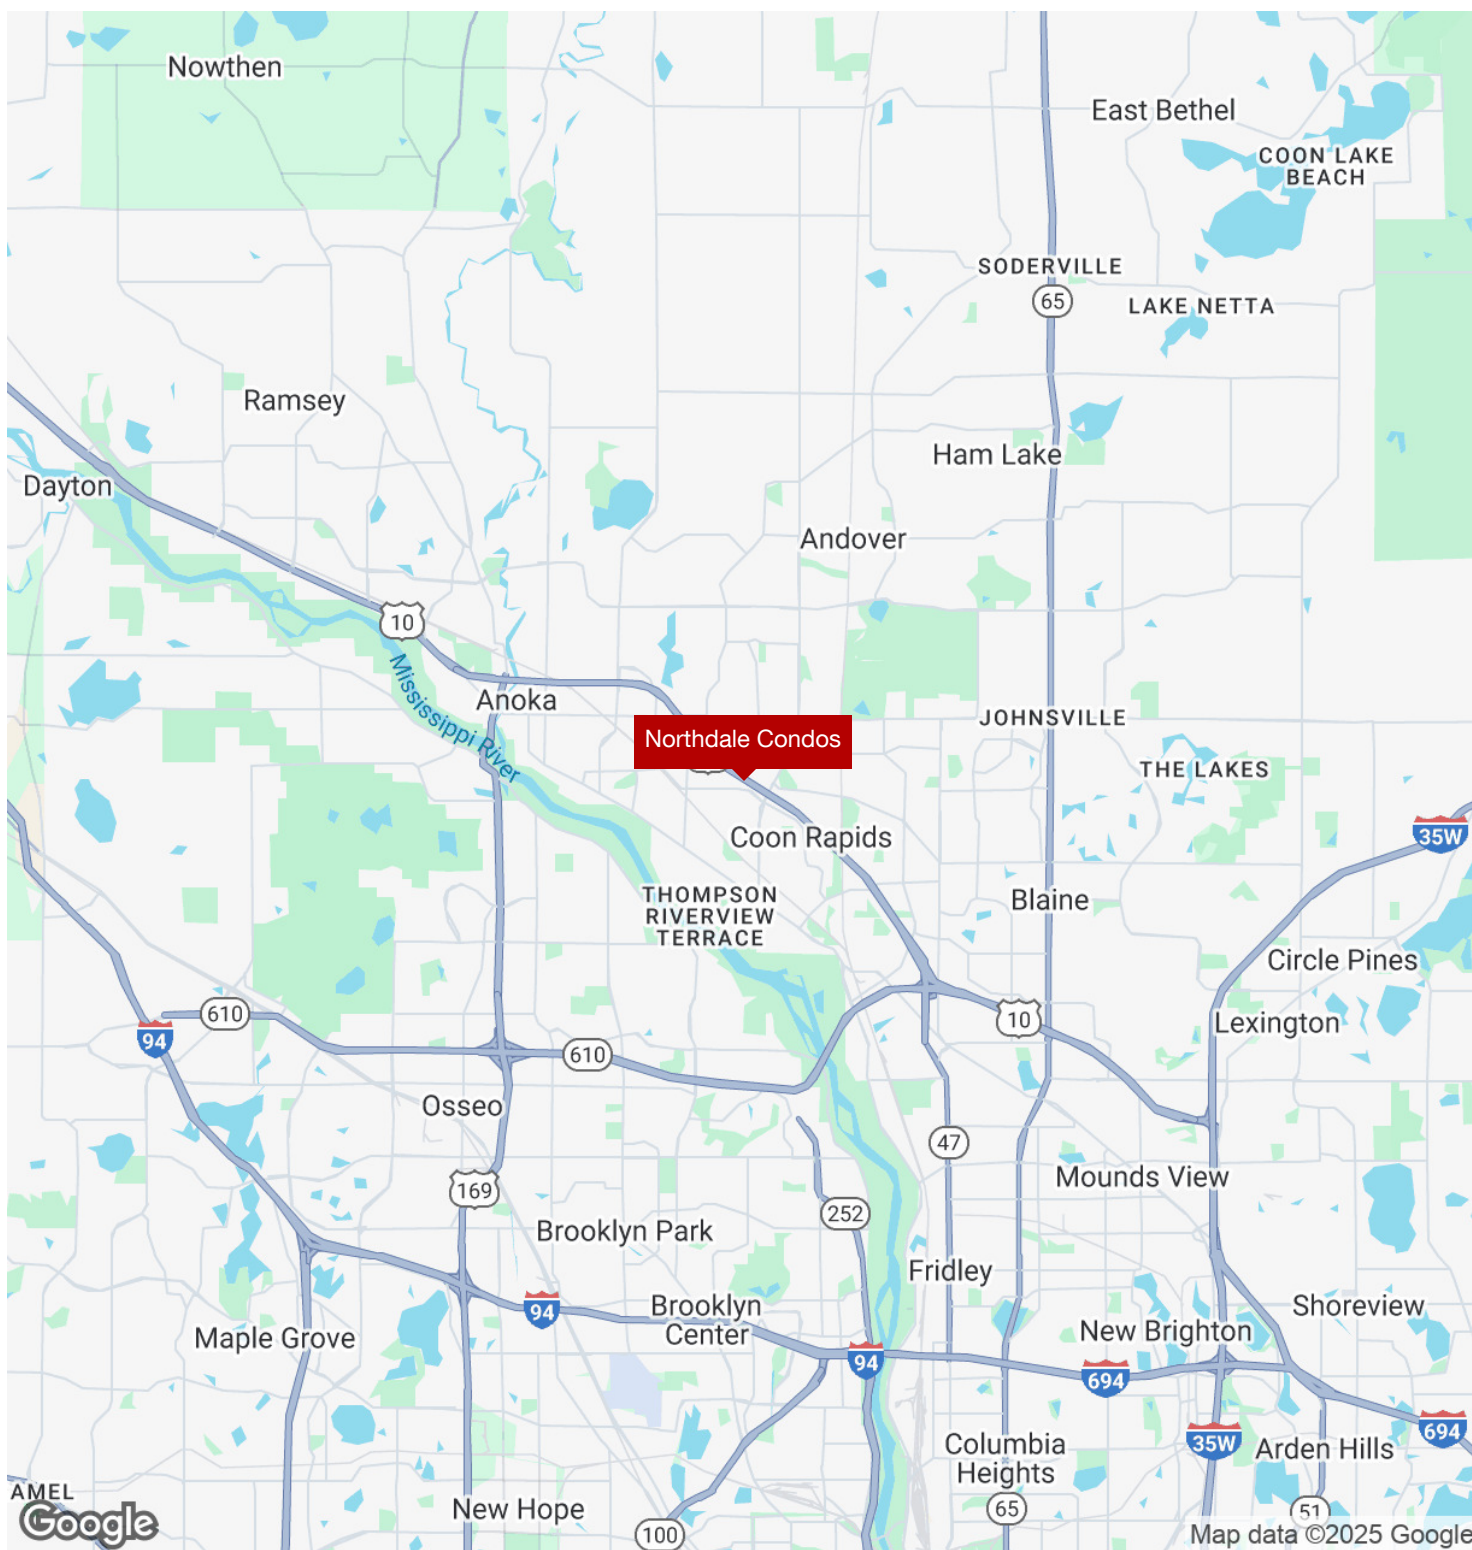 Nowthen
East Bethel
COON LAKE
BEACH
SODERVILLE
65
LAKE NETTA
Ramsey
Ham Lake
Dayton
Andover
10
Mississippi River
Anoka
JOHNSVILLE
Northdale Condos
THE LAKES
35W
Coon Rapids
THOMPSON
RIVERVIEW
TERRACE
Blaine
Circle Pines
610
94
10
Lexington
610
Osseo
47
169
Mounds View
252
Brooklyn Park
Fridley
94
Brooklyn
Center
Shoreview
Maple Grove
New Brighton
94
694
694
35W
Columbia
Heights
Arden Hills
AMEL
New Hope
65
51
100
Google
Map data ©2025 Google